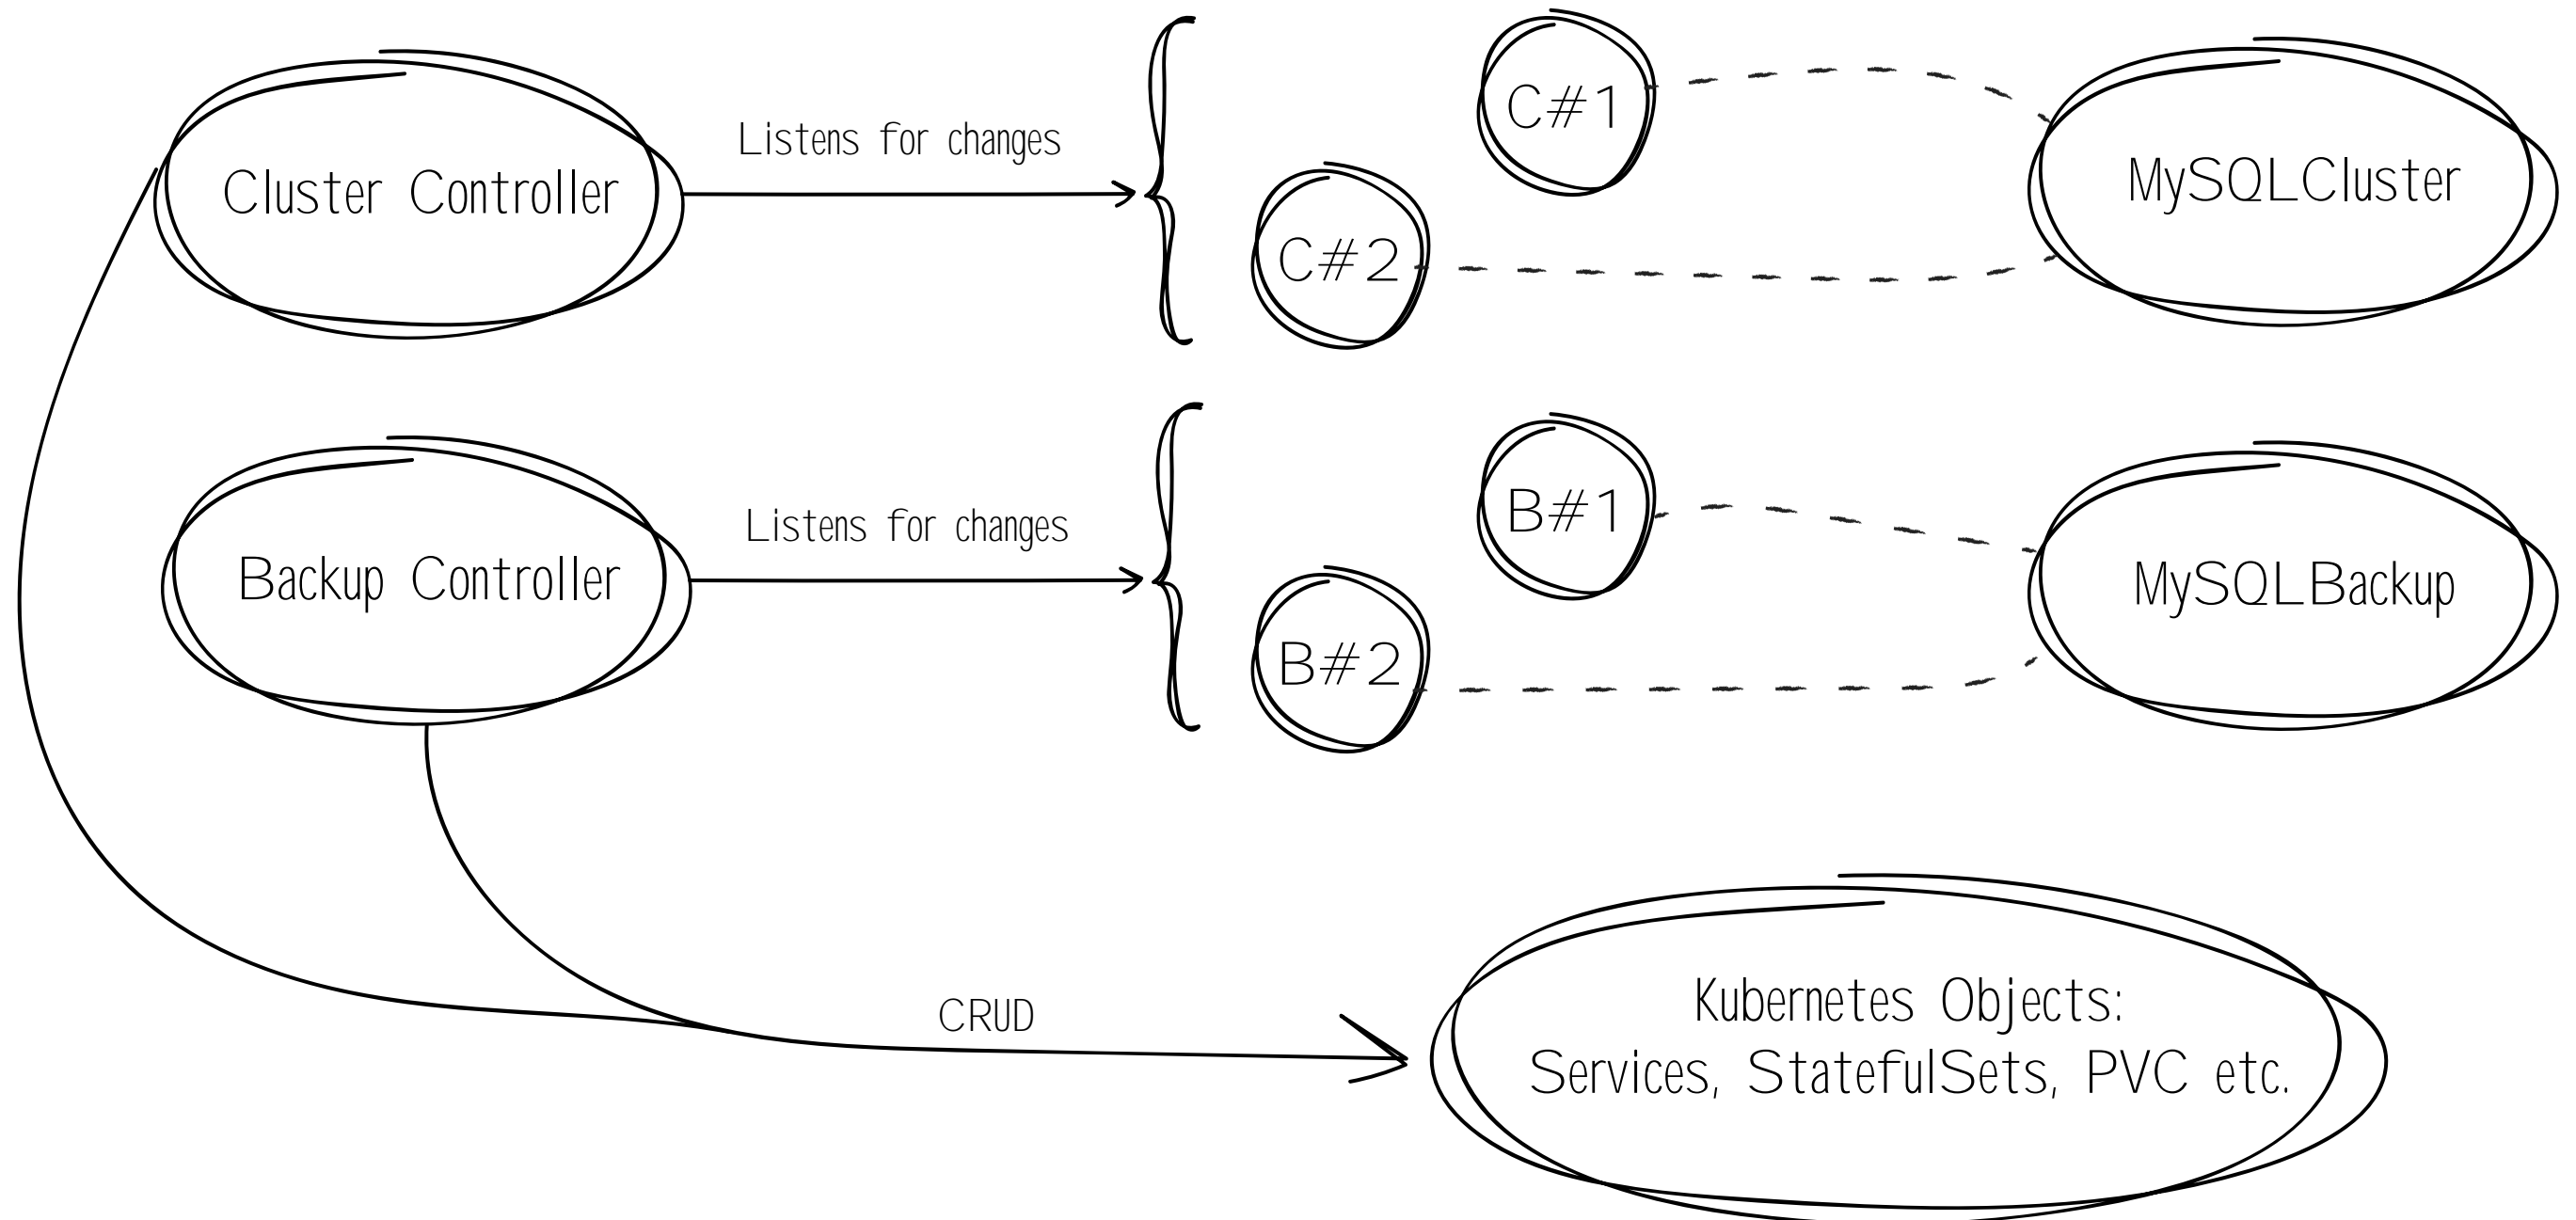 Cluster Controller
Listens for changes
C#1
C#2
MySQLCluster
Backup Controller
Listens for changes
B#1
B#2
MySQLBackup
CRUD
Kubernetes Objects:
Services, StatefulSets, PVC etc.